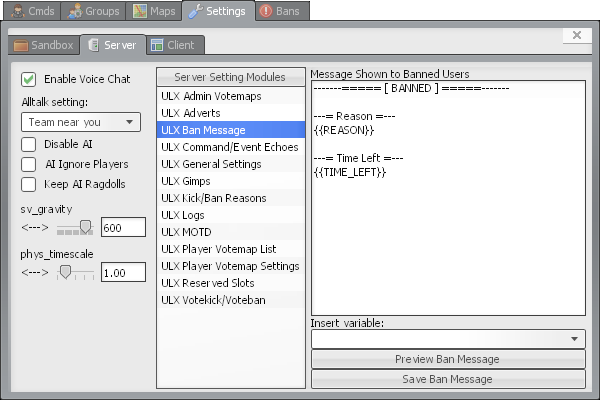 Cmds
Groups
Maps
Settings
Bans
Sandbox
Server
Client
Enable Voice Chat
Alltalk setting:
Team near you
Disable AI
AI Ignore Players
Keep AI Ragdolls
sv_gravity
<---> 600
phys_timescale
<---> 1.00
Server Setting Modules
ULX Admin Votemaps
ULX Adverts
ULX Ban Message
ULX Command/Event Echoes
ULX General Settings
ULX Gimps
ULX Kick/Ban Reasons
ULX Logs
ULX MOTD
ULX Player Votemap List
ULX Player Votemap Settings
ULX Reserved Slots
ULX Votekick/Voteban
Message Shown to Banned Users
-------===== [ BANNED ] =====-------
---= Reason =---
{{REASON}}
---= Time Left =---
{{TIME_LEFT}}
Insert variable:
Preview Ban Message
Save Ban Message